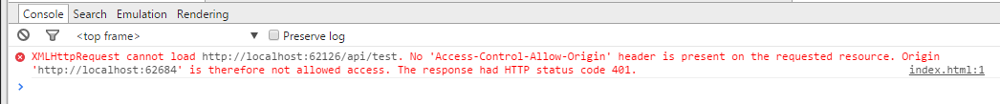 Console Search Emulation Rendering
<top frame> Preserve log
XMLHttpRequest cannot load http://localhost:62126/api/test. No 'Access-Control-Allow-Origin' header is present on the requested resource. Origin
'http://localhost:62684' is therefore not allowed access. The response had HTTP status code 401. index.html:1